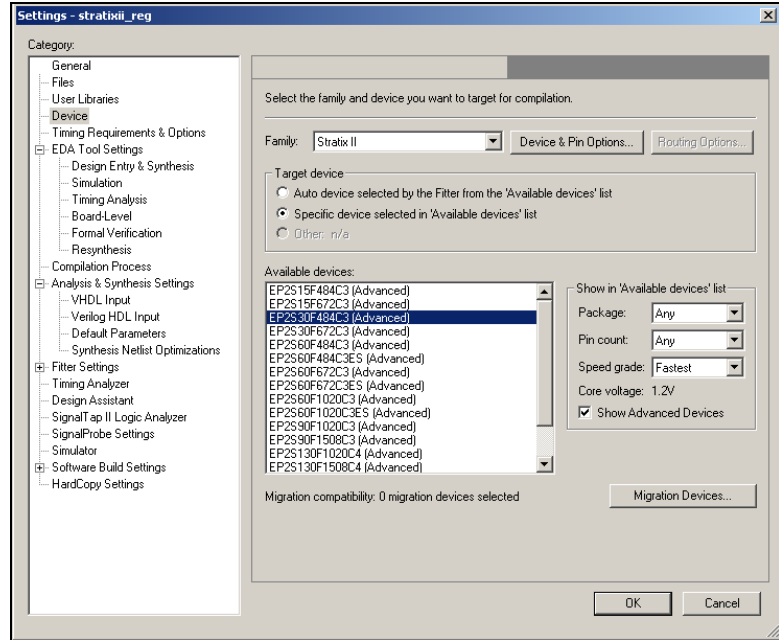 Settings - stratixii_reg
Category:
General
Files
User Libraries
Device
Timing Requirements & Options
EDA Tool Settings
Design Entry & Synthesis
Simulation
Timing Analysis
Board-Level
Formal Verification
Resynthesis
Compilation Process
Analysis & Synthesis Settings
VHDL Input
Verilog HDL Input
Default Parameters
Synthesis Netlist Optimizations
Fitter Settings
Timing Analyzer
Design Assistant
SignalTap II Logic Analyzer
SignalProbe Settings
Simulator
Software Build Settings
HardCopy Settings
Select the family and device you want to target for compilation.
Family: Stratix II Device & Pin Options... Routing Options...
Target device
Auto device selected by the Fitter from the 'Available devices' list
Specific device selected in 'Available devices' list
Other: n/a
Available devices:
EP2S15F484C3 (Advanced)
EP2S15F672C3 (Advanced)
EP2S30F484C3 (Advanced)
EP2S30F672C3 (Advanced)
EP2S60F484C3 (Advanced)
EP2S60F484C3ES (Advanced)
EP2S60F672C3 (Advanced)
EP2S60F672C3ES (Advanced)
EP2S60F1020C3 (Advanced)
EP2S60F1020C3ES (Advanced)
EP2S90F1020C3 (Advanced)
EP2S90F1508C3 (Advanced)
EP2S130F1020C4 (Advanced)
EP2S130F1508C4 (Advanced)
Show in 'Available devices' list
Package: Any
Pin count: Any
Speed grade: Fastest
Core voltage: 1.2V
Show Advanced Devices
Migration compatibility: 0 migration devices selected
Migration Devices...
OK Cancel